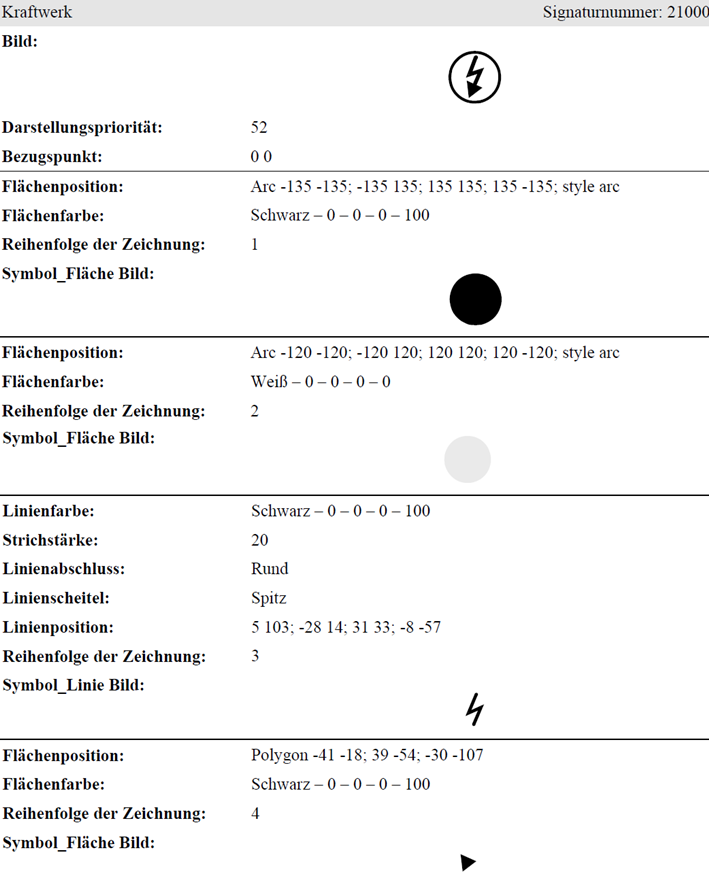 Kraftwerk Signaturnummer: 21000
Bild:
Darstellungspriorität: 52
Bezugspunkt: 0 0
Flächenposition: Arc -135 -135; -135 135; 135 135; 135 -135; style arc
Flächenfarbe: Schwarz – 0 – 0 – 0 – 100
Reihenfolge der Zeichnung: 1
Symbol_Fläche Bild:
Flächenposition: Arc -120 -120; -120 120; 120 120; 120 -120; style arc
Flächenfarbe: Weiß – 0 – 0 – 0 – 0
Reihenfolge der Zeichnung: 2
Symbol_Fläche Bild:
Linienfarbe: Schwarz – 0 – 0 – 0 – 100
Strichstärke: 20
Linienabschluss: Rund
Linienscheitel: Spitz
Linienposition: 5 103; -28 14; 31 33; -8 -57
Reihenfolge der Zeichnung: 3
Symbol_Linie Bild:
Flächenposition: Polygon -41 -18; 39 -54; -30 -107
Flächenfarbe: Schwarz – 0 – 0 – 0 – 100
Reihenfolge der Zeichnung: 4
Symbol_Fläche Bild: